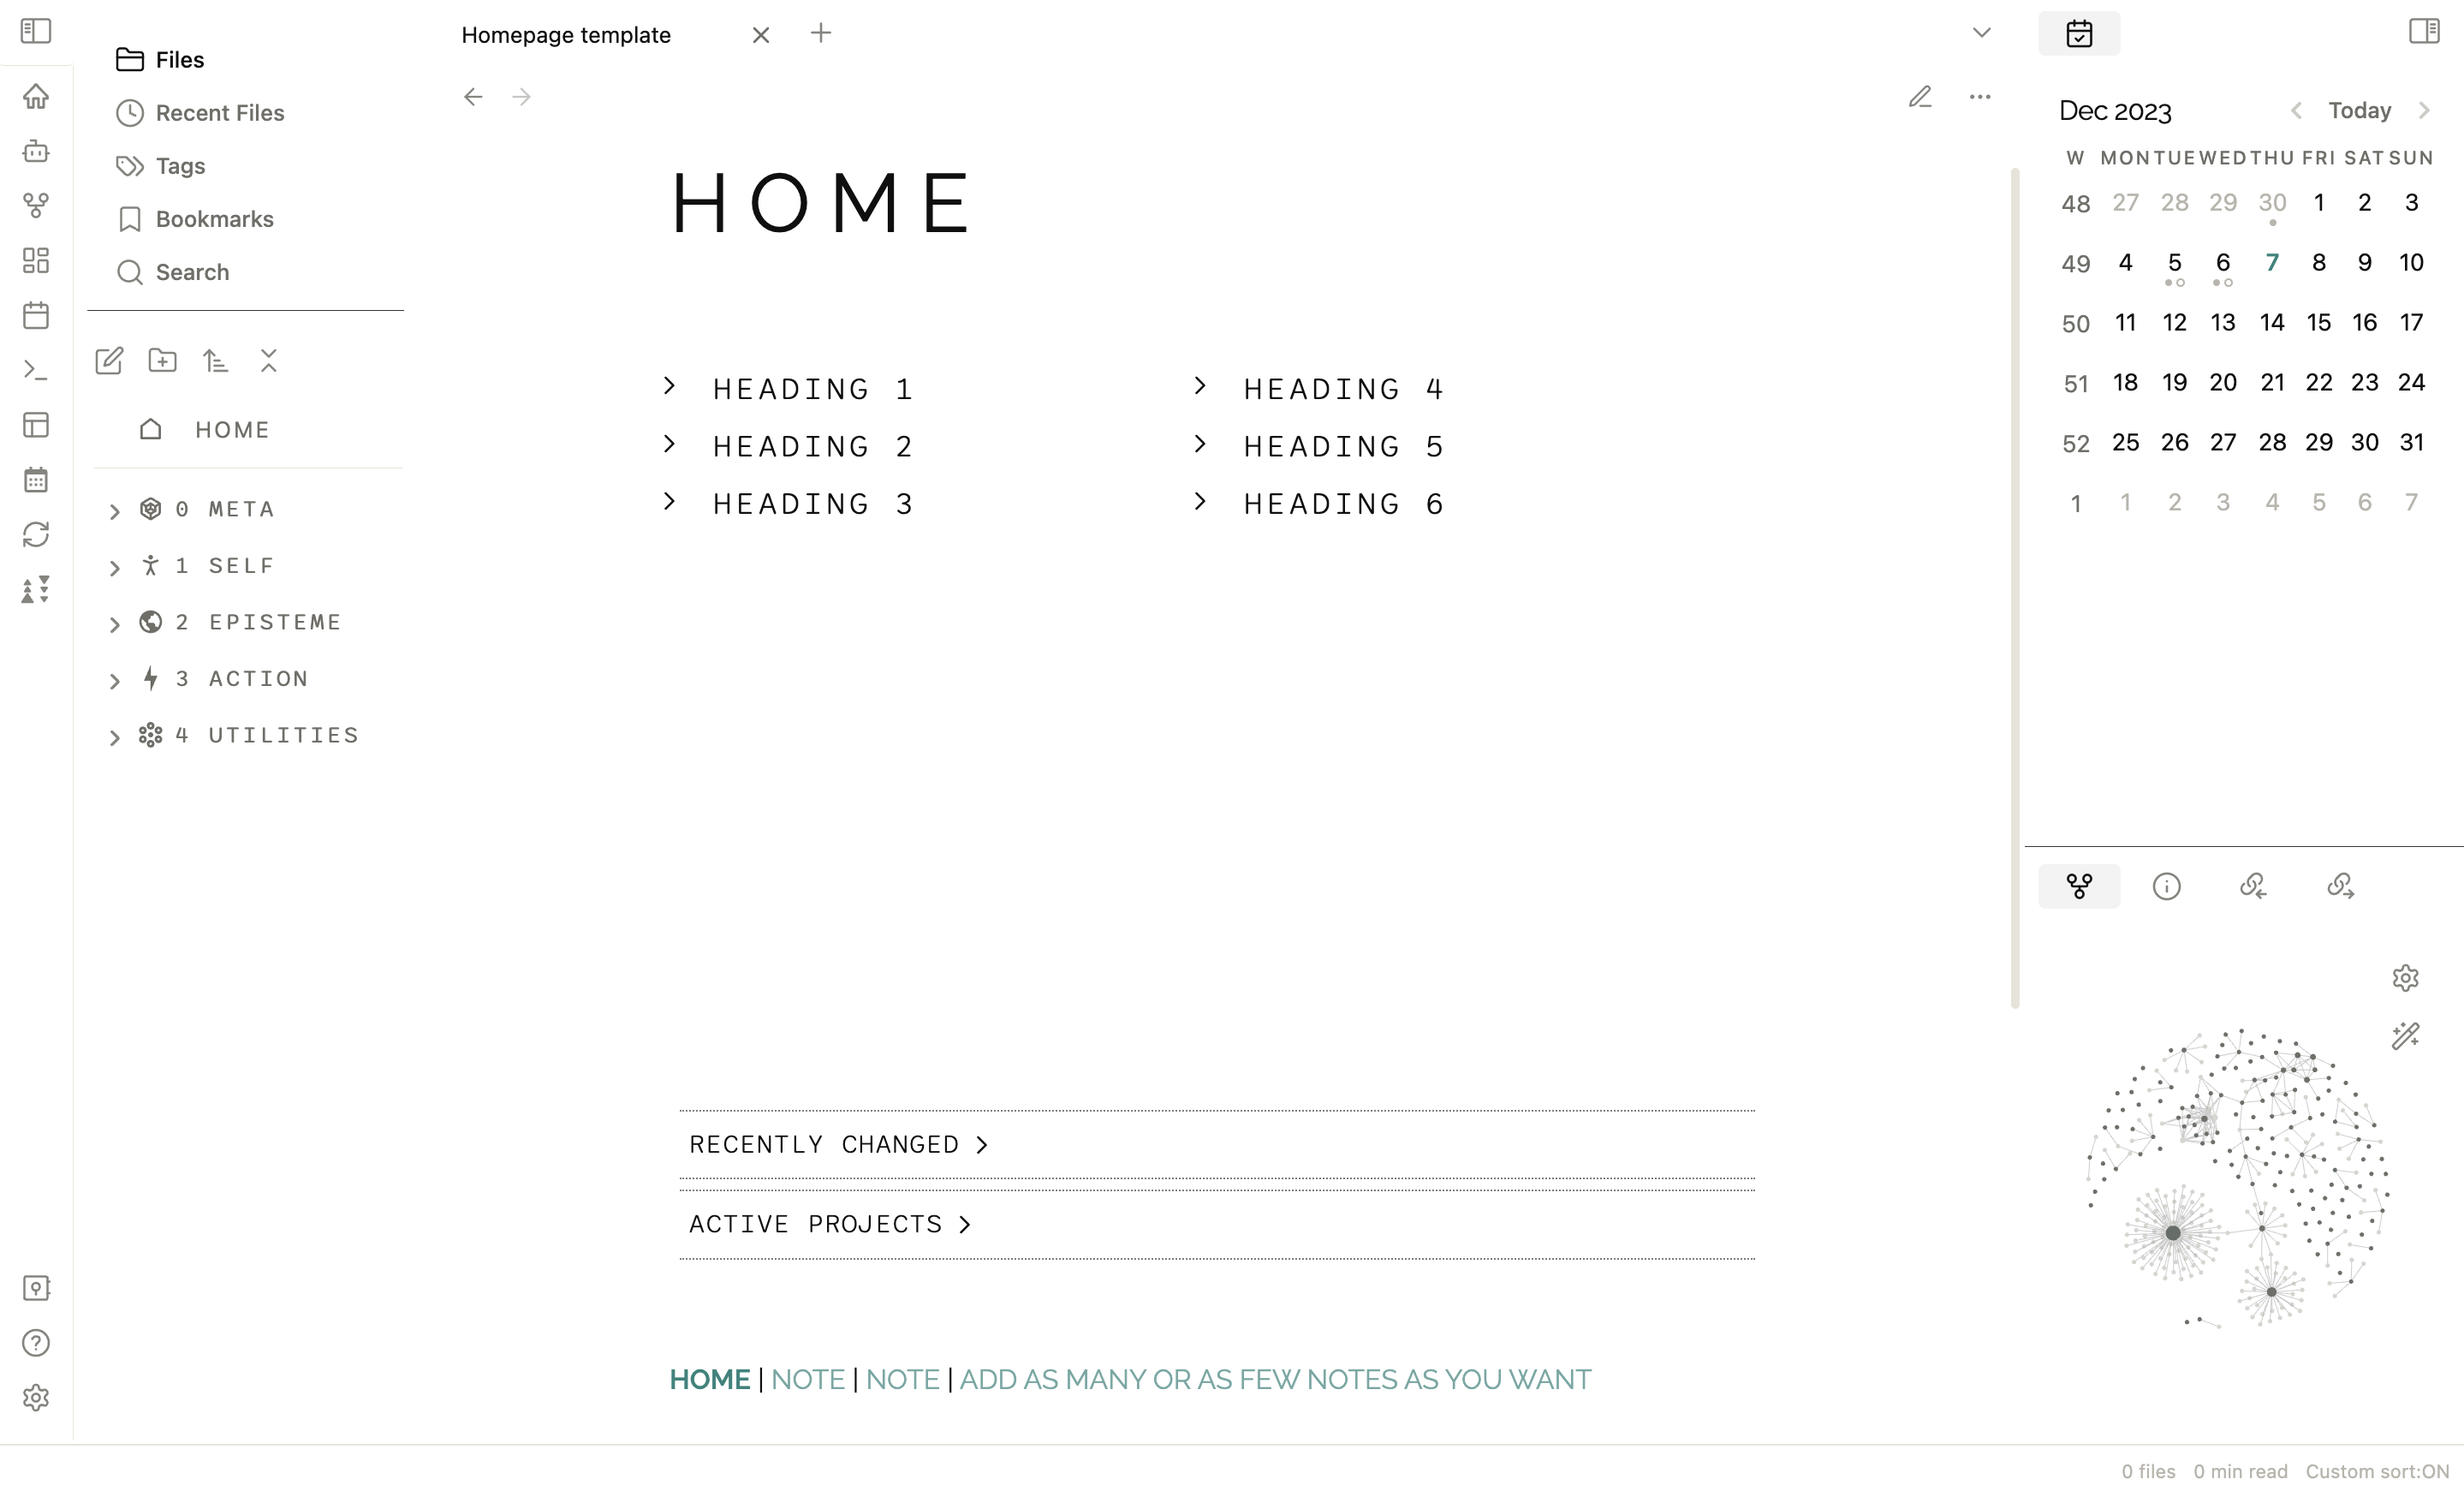 Files
Recent Files
Tags
Bookmarks
Search
HOME
0 META
1 SELF
2 EPISTEME
3 ACTION
4 UTILITIES
Homepage template
HOME
HEADING 1
HEADING 2
HEADING 3
HEADING 4
HEADING 5
HEADING 6
RECENTLY CHANGED
ACTIVE PROJECTS
HOME | NOTE | NOTE | ADD AS MANY OR AS FEW NOTES AS YOU WANT
Dec 2023 Today
W MON TUE WED THU FRI SAT SUN
48 27 28 29 30 1 2 3
49 4 5 6 7 8 9 10
50 11 12 13 14 15 16 17
51 18 19 20 21 22 23 24
52 25 26 27 28 29 30 31
1 1 2 3 4 5 6 7
0 files 0 min read Custom sort:ON